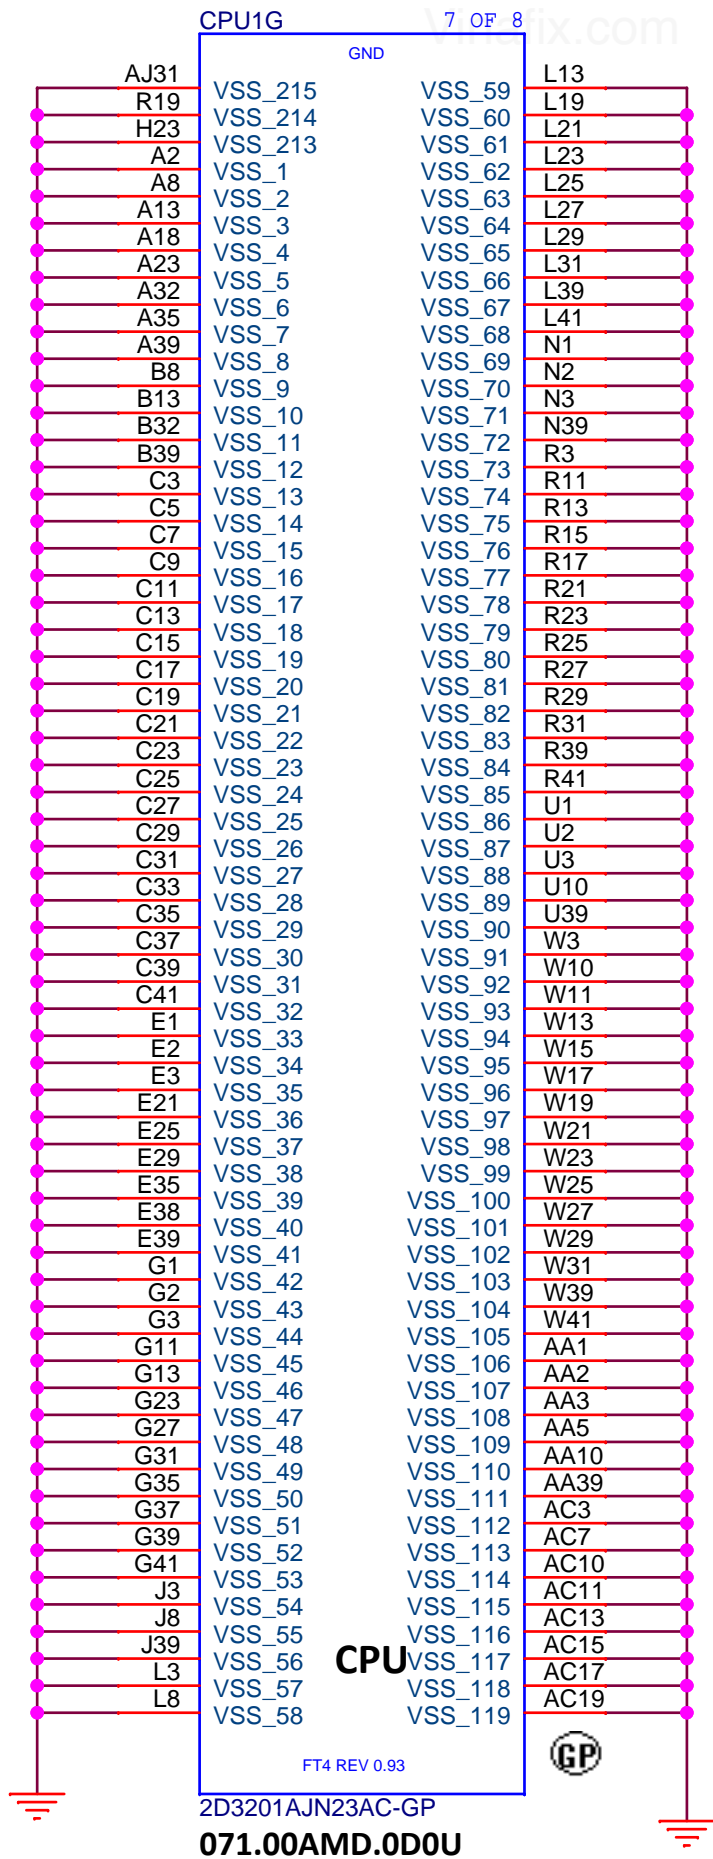 CPU1G 7 OF 8
Vinafix.com
GND
AJ31 VSS_215 VSS_59 L13
R19 VSS_214 VSS_60 L19
H23 VSS_213 VSS_61 L21
A2 VSS_1 VSS_62 L23
A8 VSS_2 VSS_63 L25
A13 VSS_3 VSS_64 L27
A18 VSS_4 VSS_65 L29
A23 VSS_5 VSS_66 L31
A32 VSS_6 VSS_67 L39
A35 VSS_7 VSS_68 L41
A39 VSS_8 VSS_69 N1
B8 VSS_9 VSS_70 N2
B13 VSS_10 VSS_71 N3
B32 VSS_11 VSS_72 N39
B39 VSS_12 VSS_73 R3
C3 VSS_13 VSS_74 R11
C5 VSS_14 VSS_75 R13
C7 VSS_15 VSS_76 R15
C9 VSS_16 VSS_77 R17
C11 VSS_17 VSS_78 R21
C13 VSS_18 VSS_79 R23
C15 VSS_19 VSS_80 R25
C17 VSS_20 VSS_81 R27
C19 VSS_21 VSS_82 R29
C21 VSS_22 VSS_83 R31
C23 VSS_23 VSS_84 R39
C25 VSS_24 VSS_85 R41
C27 VSS_25 VSS_86 U1
C29 VSS_26 VSS_87 U2
C31 VSS_27 VSS_88 U3
C33 VSS_28 VSS_89 U10
C35 VSS_29 VSS_90 U39
C37 VSS_30 VSS_91 W3
C39 VSS_31 VSS_92 W10
C41 VSS_32 VSS_93 W11
E1 VSS_33 VSS_94 W13
E2 VSS_34 VSS_95 W15
E3 VSS_35 VSS_96 W17
E21 VSS_36 VSS_97 W19
E25 VSS_37 VSS_98 W21
E29 VSS_38 VSS_99 W23
E35 VSS_39 VSS_100 W25
E38 VSS_40 VSS_101 W27
E39 VSS_41 VSS_102 W29
G1 VSS_42 VSS_103 W31
G2 VSS_43 VSS_104 W39
G3 VSS_44 VSS_105 W41
G11 VSS_45 VSS_106 AA1
G13 VSS_46 VSS_107 AA2
G23 VSS_47 VSS_108 AA3
G27 VSS_48 VSS_109 AA5
G31 VSS_49 VSS_110 AA10
G35 VSS_50 VSS_111 AA39
G37 VSS_51 VSS_112 AC3
G39 VSS_52 VSS_113 AC7
G41 VSS_53 VSS_114 AC10
J3 VSS_54 VSS_115 AC11
J8 VSS_55 VSS_116 AC13
J39 VSS_56 CPU VSS_117 AC15
L3 VSS_57 VSS_118 AC17
L8 VSS_58 VSS_119 AC19
GP
FT4 REV 0.93
2D3201AJN23AC-GP
071.00AMD.0D0U